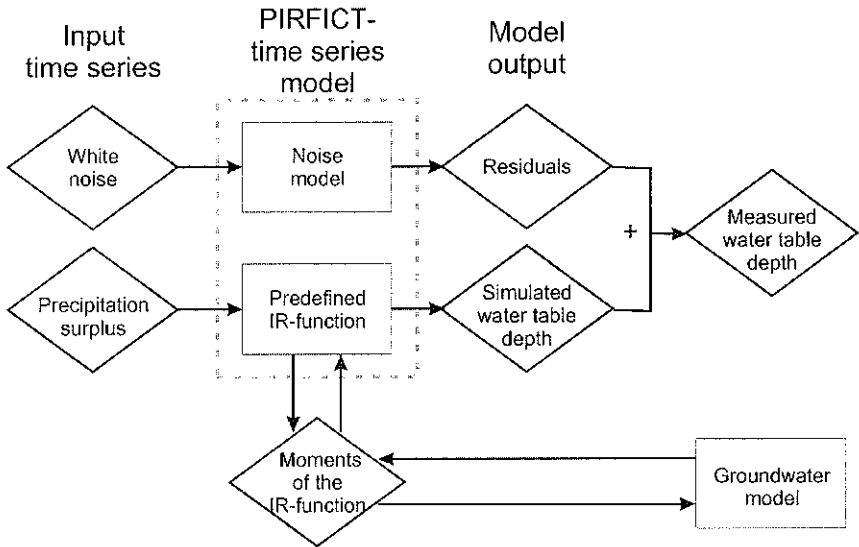 Input
time series
PIRFICT-
time series
model
Model
output
White
noise
Noise
model
Residuals
+
Measured
water table
depth
Precipitation
surplus
Predefined
IR-function
Simulated
water table
depth
Moments
of the
IR-function
Groundwater
model